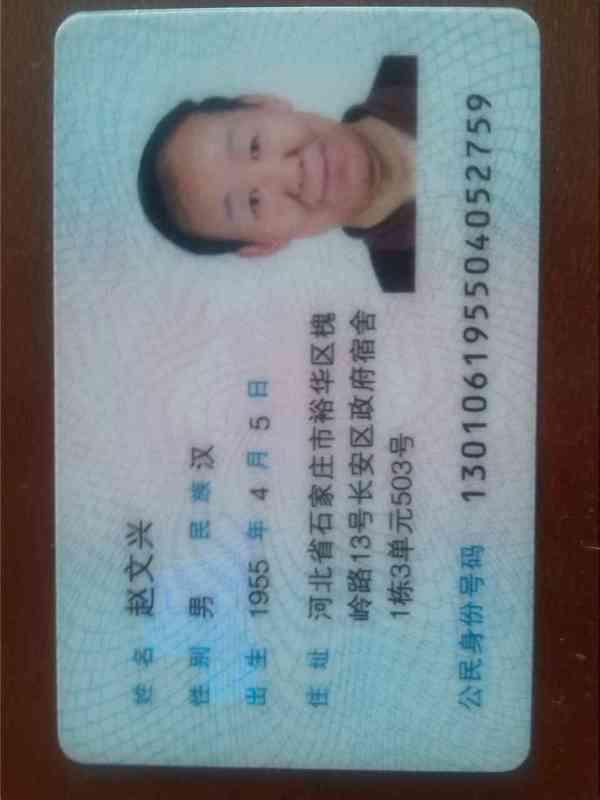 姓名 赵文兴
性别 男 民族 汉
出生 1955 年 4 月 5 日
住址 河北省石家庄市裕华区槐
岭路13号长安区政府宿舍
1栋3单元503号
公民身份号码 130106195504052759